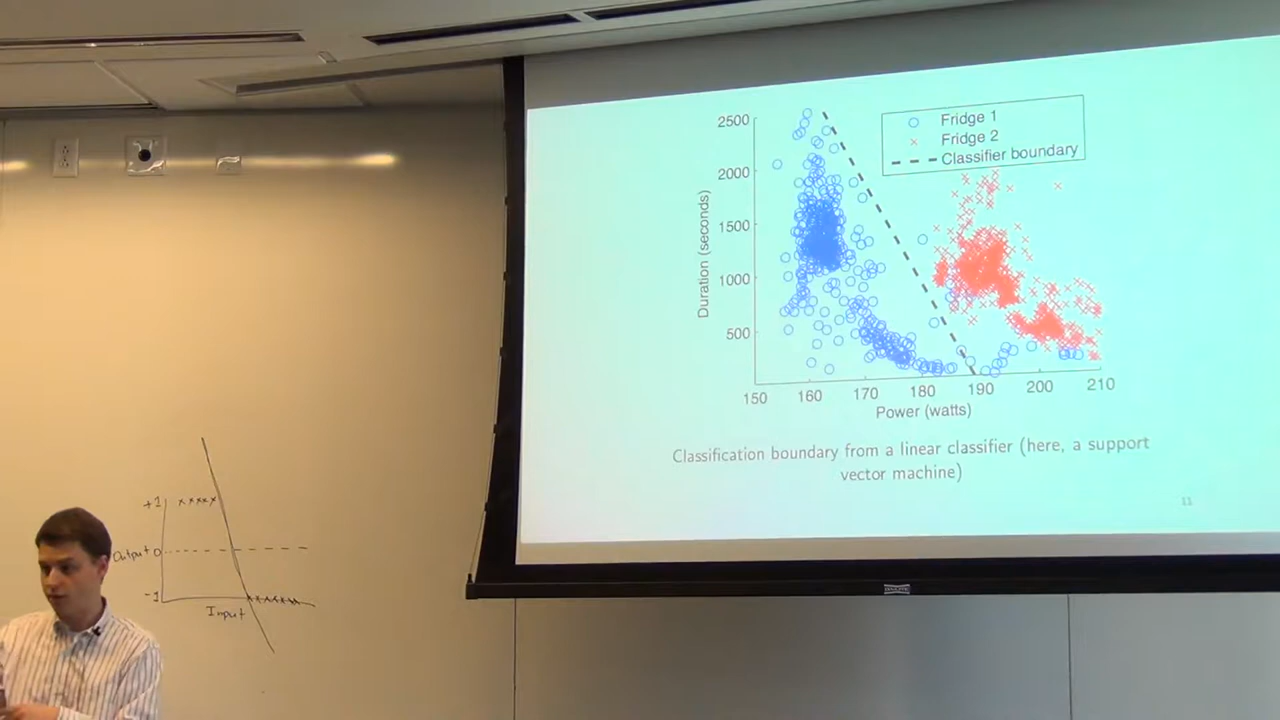 2500
2000
1500
1000
500
Duration (seconds)
150 160 170 180 190 200 210
Power (watts)
Fridge 1
Fridge 2
Classifier boundary
Classification boundary from a linear classifier (here, a support
vector machine)
11
+1
Output 0
-1
Input